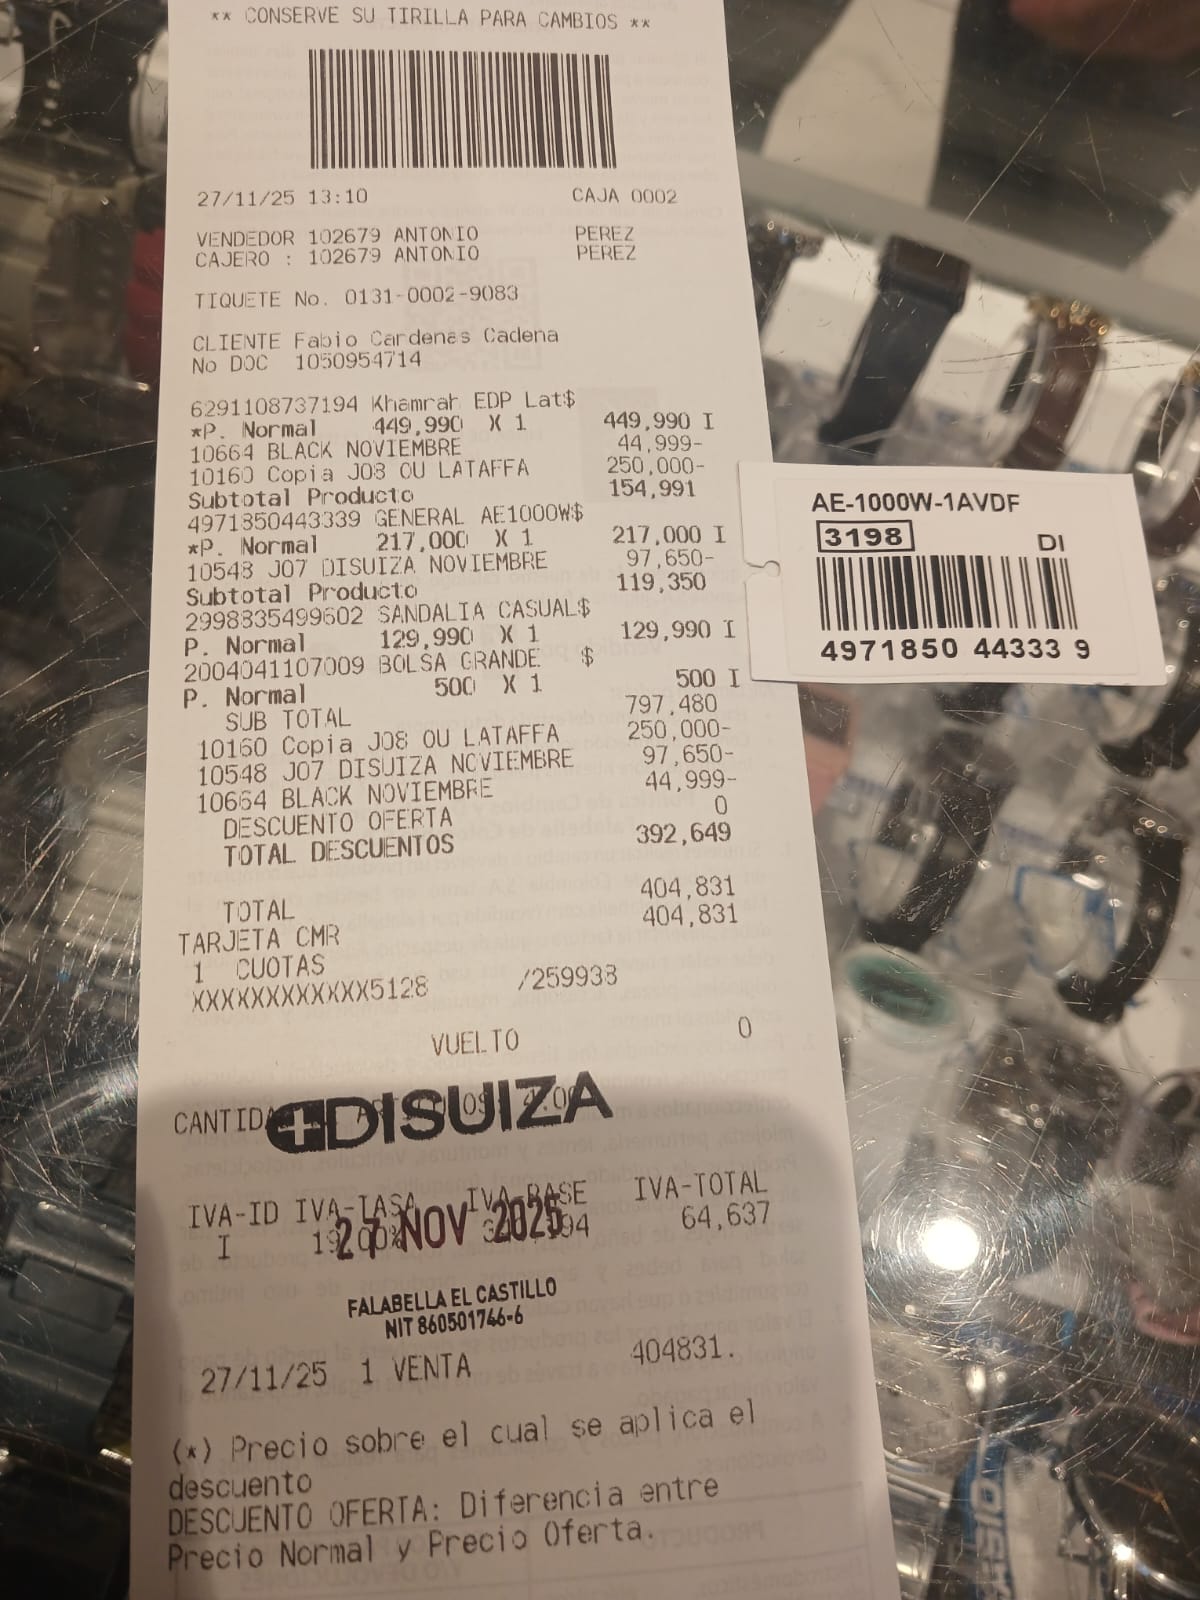 ** CONSERVE SU TIRILLA PARA CAMBIOS **
27/11/25 13:10 CAJA 0002
VENDEDOR 102679 ANTONIO PEREZ
CAJERO : 102679 ANTONIO PEREZ
TIQUETE No. 0131-0002-9083
CLIENTE Fabio Cardenas Cadena
No DOC 1050954714
6291108737194 Khamrah EDP Lat$
*P. Normal 449,990 X 1 449,990 I
10664 BLACK NOVIEMBRE 44,999-
10160 Copia J08 OU LATAFFA 250,000-
Subtotal Producto 154,991
4971850443339 GENERAL AE1000W$
*P. Normal 217,000 X 1 217,000 I
10548 J07 DISUIZA NOVIEMBRE 97,650-
Subtotal Producto 119,350
2998835499602 SANDALIA CASUAL$
P. Normal 129,990 X 1 129,990 I
2004041107009 BOLSA GRANDE $
P. Normal 500 X 1 500 I
SUB TOTAL 797,480
10160 Copia J08 OU LATAFFA 250,000-
10548 J07 DISUIZA NOVIEMBRE 97,650-
10664 BLACK NOVIEMBRE 44,999-
DESCUENTO OFERTA 0
TOTAL DESCUENTOS 392,649
TOTAL 404,831
TARJETA CMR 404,831
1 CUOTAS
XXXXXXXXXXXX5128 /259938
VUELTO 0
DISUIZA
IVA-ID IVA-TASA IVA-BASE IVA-TOTAL
I 64,637
27 NOV 2025
FALABELLA EL CASTILLO
NIT 860501746-6
27/11/25 1 VENTA 404831.
(*) Precio sobre el cual se aplica el
descuento
DESCUENTO OFERTA: Diferencia entre
Precio Normal y Precio Oferta.
AE-1000W-1AVDF
3198 DI
4971850 44333 9